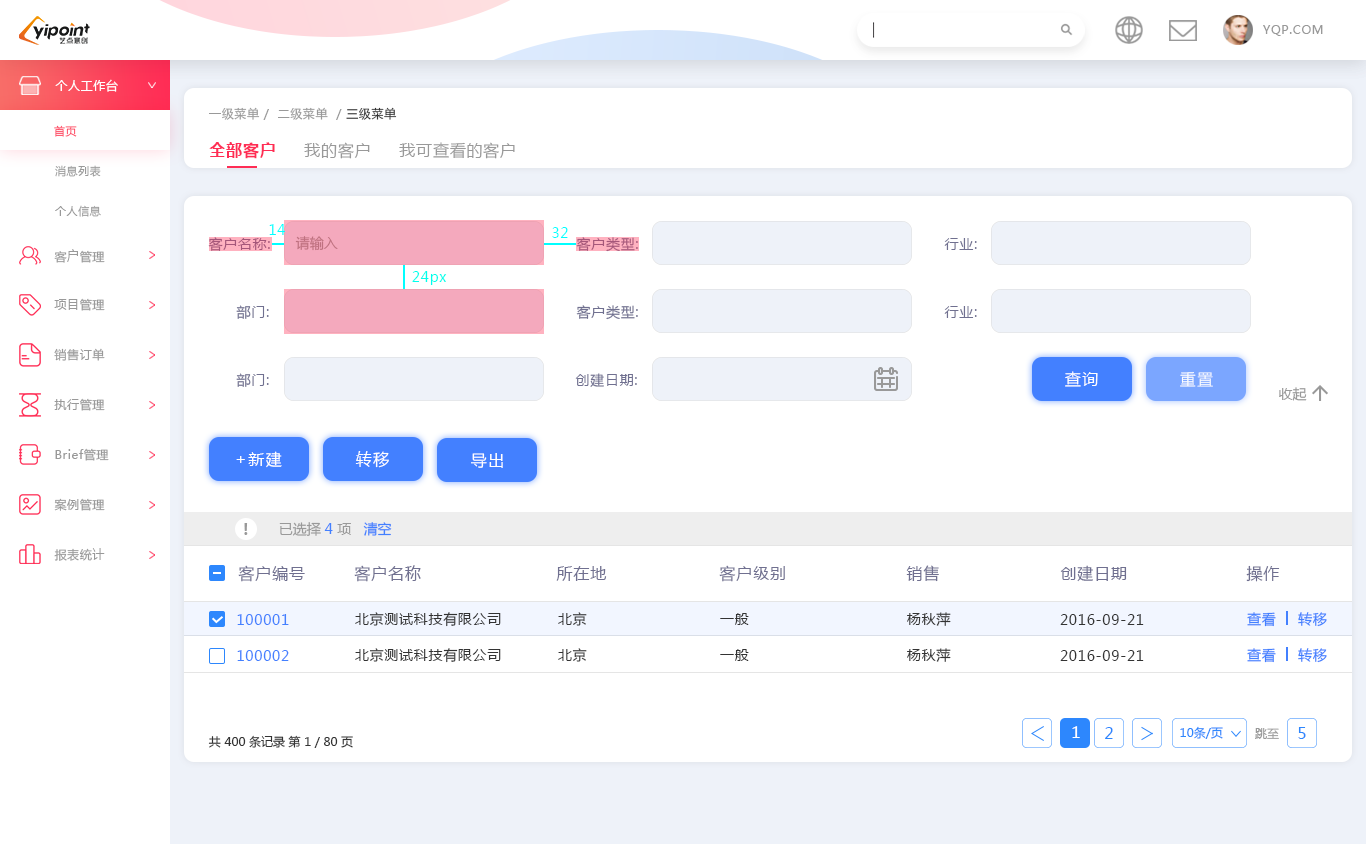 yipoint
艺点意创
YQP.COM
个人工作台
首页
消息列表
个人信息
客户管理
项目管理
销售订单
执行管理
Brief管理
案例管理
报表统计
一级菜单 / 二级菜单 / 三级菜单
全部客户 我的客户 我可查看的客户
客户名称: 14 请输入 32 客户类型: 行业:
24px
部门: 客户类型: 行业:
部门: 创建日期: 查询 重置 收起
+新建 转移 导出
! 已选择 4 项 清空
客户编号 客户名称 所在地 客户级别 销售 创建日期 操作
100001 北京测试科技有限公司 北京 一般 杨秋萍 2016-09-21 查看 | 转移
100002 北京测试科技有限公司 北京 一般 杨秋萍 2016-09-21 查看 | 转移
共 400 条记录 第 1 / 80 页 < 1 2 > 10条/页 跳至 5